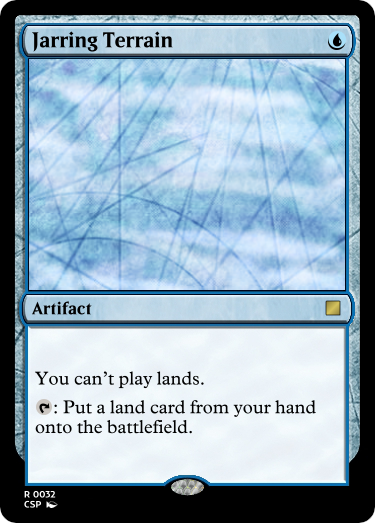 Jarring Terrain
Artifact
You can't play lands.
: Put a land card from your hand
onto the battlefield.
R 0032
CSP